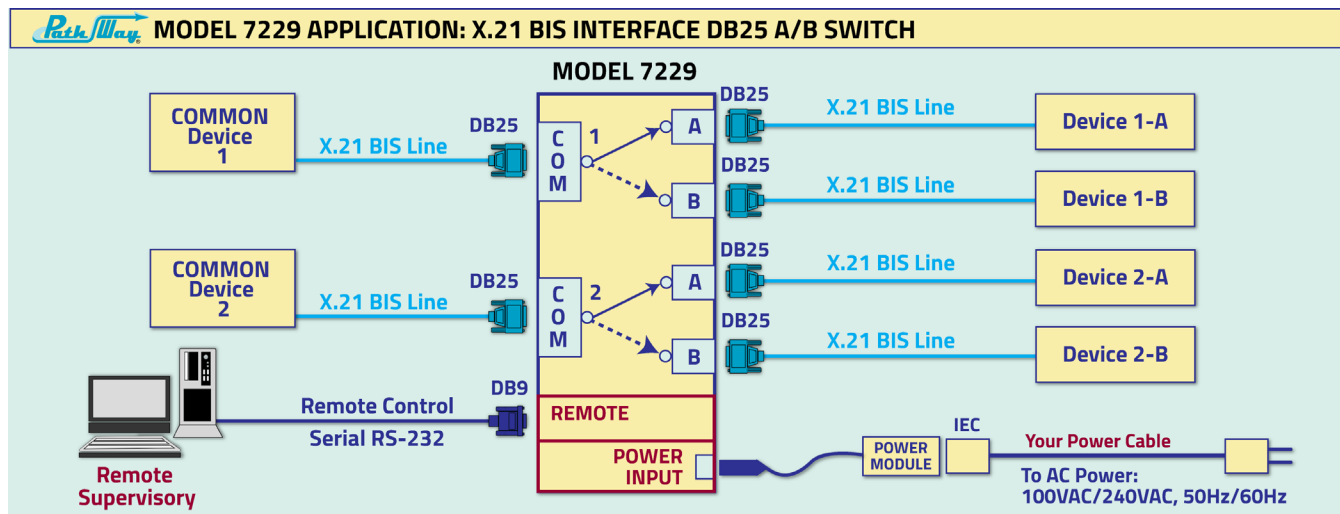 PathWay® MODEL 7229 APPLICATION: X.21 BIS INTERFACE DB25 A/B SWITCH
MODEL 7229
COMMON
Device
1
X.21 BIS Line
DB25
C
O
M
1
A
B
DB25
X.21 BIS Line
Device 1-A
DB25
X.21 BIS Line
Device 1-B
COMMON
Device
2
X.21 BIS Line
DB25
C
O
M
2
A
B
DB25
X.21 BIS Line
Device 2-A
DB25
X.21 BIS Line
Device 2-B
Remote
Supervisory
Remote Control
Serial RS-232
DB9
REMOTE
POWER
INPUT
POWER
MODULE
IEC
Your Power Cable
To AC Power:
100VAC/240VAC, 50Hz/60Hz